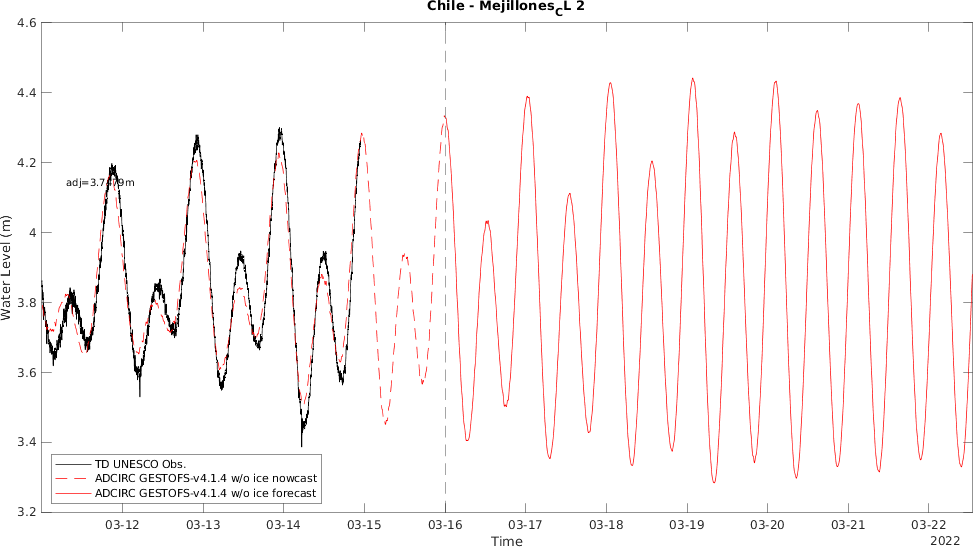 Chile - Mejillones_CL 2
4.6
4.4
4.2
4
3.8
3.6
3.4
3.2
Water Level (m)
adj=3.7479m
TD UNESCO Obs.
ADCIRC GESTOFS-v4.1.4 w/o ice nowcast
ADCIRC GESTOFS-v4.1.4 w/o ice forecast
03-12 03-13 03-14 03-15 03-16 03-17 03-18 03-19 03-20 03-21 03-22
Time
2022